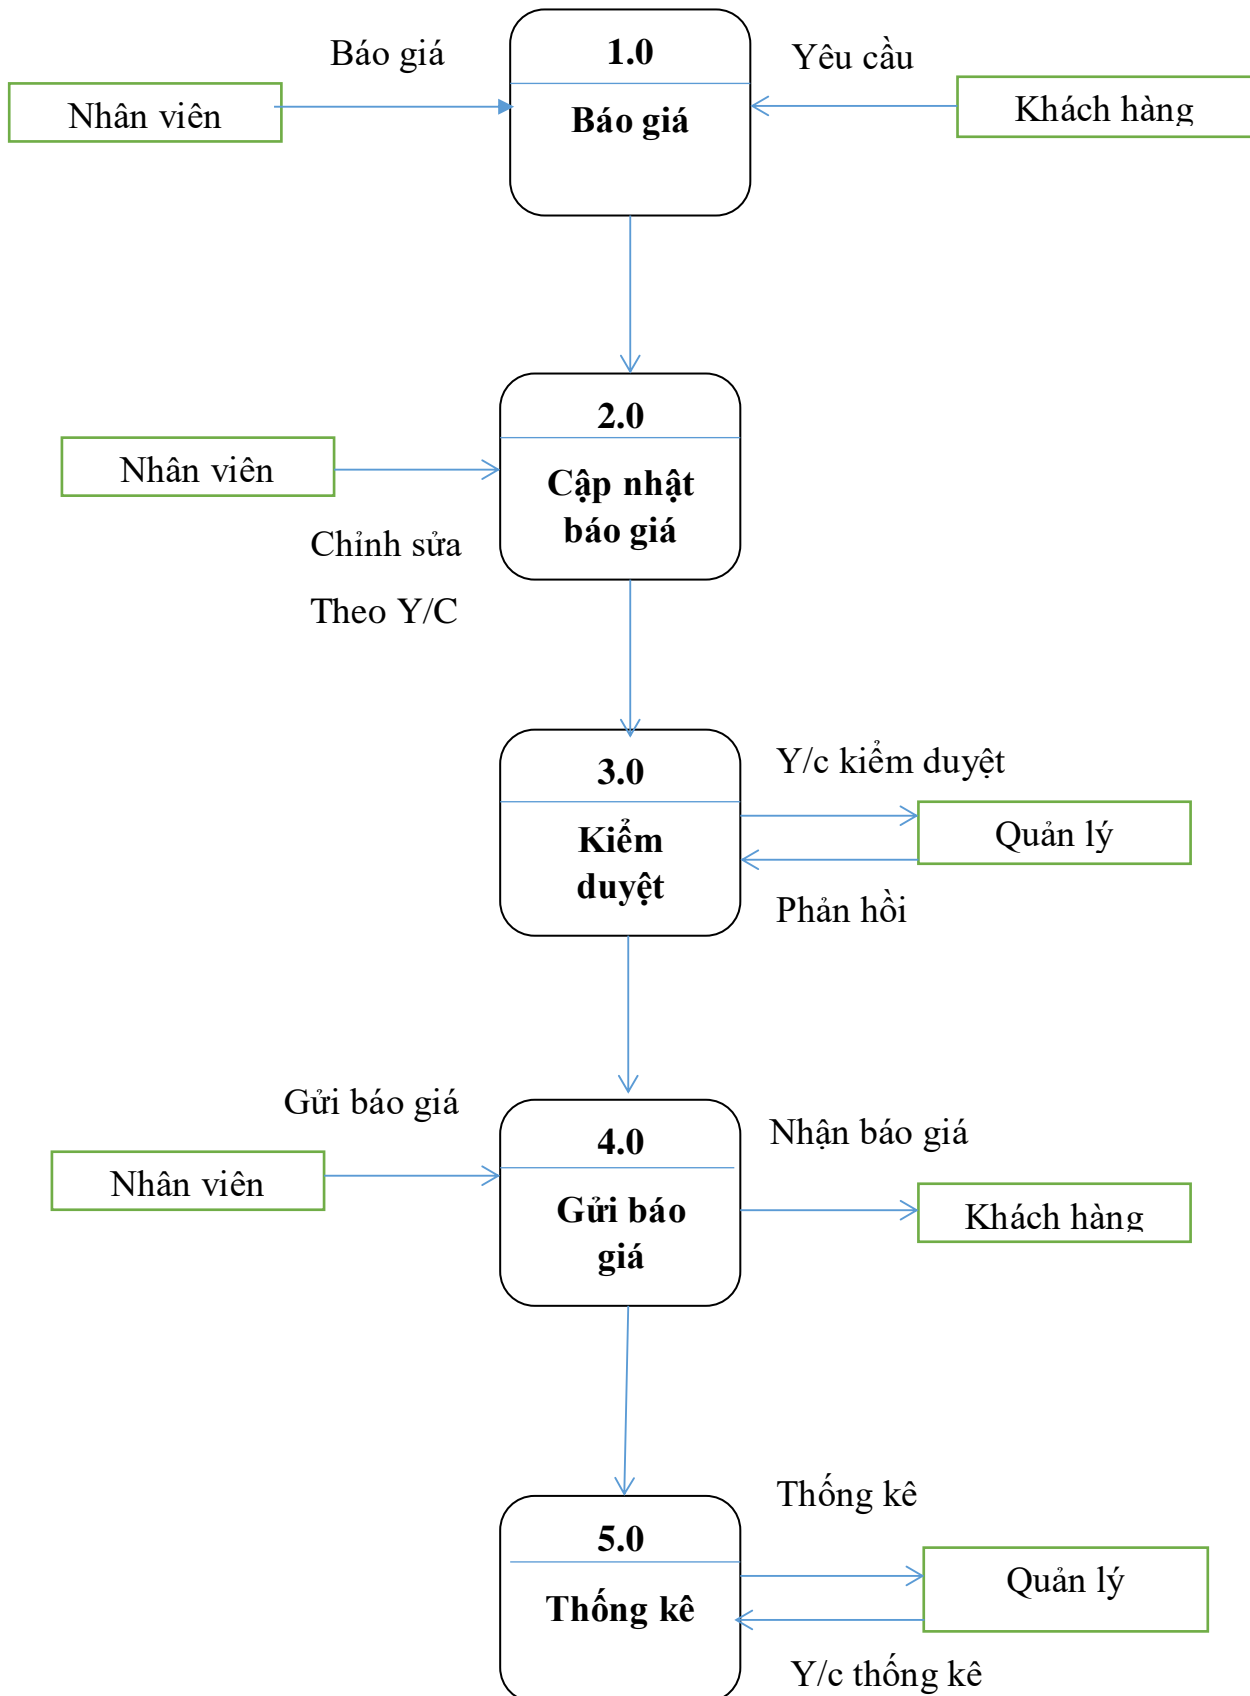 Báo giá
1.0
Yêu cầu
Nhân viên
Báo giá
Khách hàng
2.0
Nhân viên
Cập nhật
báo giá
Chỉnh sửa
Theo Y/C
3.0
Y/c kiểm duyệt
Kiểm
duyệt
Quản lý
Phản hồi
Gửi báo giá
4.0
Nhận báo giá
Nhân viên
Gửi báo
giá
Khách hàng
Thống kê
5.0
Thống kê
Quản lý
Y/c thống kê